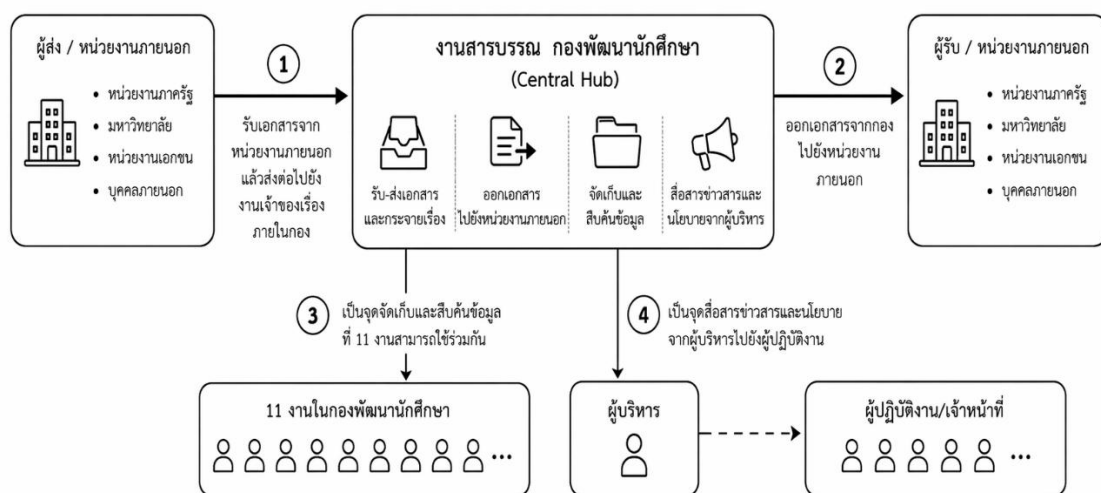 ผู้ส่ง / หน่วยงานภายนอก
• หน่วยงานภาครัฐ
• มหาวิทยาลัย
• หน่วยงานเอกชน
• บุคคลภายนอก
1
รับเอกสารจาก
หน่วยงานภายนอก
แล้วส่งต่อไปยัง
งานเจ้าของเรื่อง
ภายในกอง
งานสารบรรณ กองพัฒนานักศึกษา
(Central Hub)
รับ-ส่งเอกสาร
และกระจายเรื่อง
ออกเอกสาร
ไปยังหน่วยงานภายนอก
จัดเก็บและ
สืบค้นข้อมูล
สื่อสารข่าวสารและ
นโยบายจากผู้บริหาร
2
ออกเอกสารจากกอง
ไปยังหน่วยงาน
ภายนอก
ผู้รับ / หน่วยงานภายนอก
• หน่วยงานภาครัฐ
• มหาวิทยาลัย
• หน่วยงานเอกชน
• บุคคลภายนอก
3
เป็นจุดจัดเก็บและสืบค้นข้อมูล
ที่ 11 งานสามารถใช้ร่วมกัน
4
เป็นจุดสื่อสารข่าวสารและนโยบาย
จากผู้บริหารไปยังผู้ปฏิบัติงาน
11 งานในกองพัฒนานักศึกษา
...
ผู้บริหาร
ผู้ปฏิบัติงาน/เจ้าหน้าที่
...